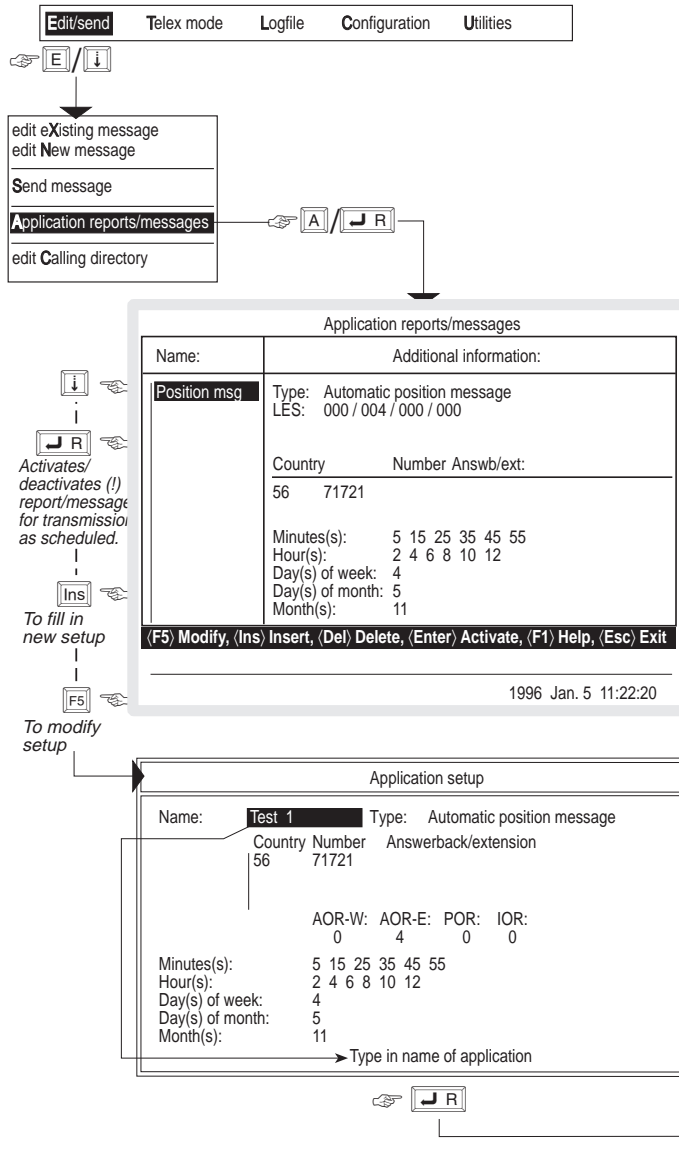 Edit/send Telex mode Logfile Configuration Utilities
E / ↓
edit eXisting message
edit New message
Send message
Application reports/messages
A / ↵ R
edit Calling directory
Application reports/messages
Name: Additional information:
↓
Position msg Type: Automatic position message
LES: 000 / 004 / 000 / 000
↵ R
Activates/
deactivates (!)
report/message
for transmission
as scheduled.
Country Number Answb/ext:
56 71721
Minutes(s): 5 15 25 35 45 55
Hour(s): 2 4 6 8 10 12
Day(s) of week: 4
Day(s) of month: 5
Month(s): 11
Ins
To fill in
new setup
⟨F5⟩ Modify, ⟨Ins⟩ Insert, ⟨Del⟩ Delete, ⟨Enter⟩ Activate, ⟨F1⟩ Help, ⟨Esc⟩ Exit
1996 Jan. 5 11:22:20
F5
To modify
setup
Application setup
Name: Test 1 Type: Automatic position message
Country Number Answerback/extension
56 71721
AOR-W: AOR-E: POR: IOR:
0 4 0 0
Minutes(s): 5 15 25 35 45 55
Hour(s): 2 4 6 8 10 12
Day(s) of week: 4
Day(s) of month: 5
Month(s): 11
Type in name of application
↵ R